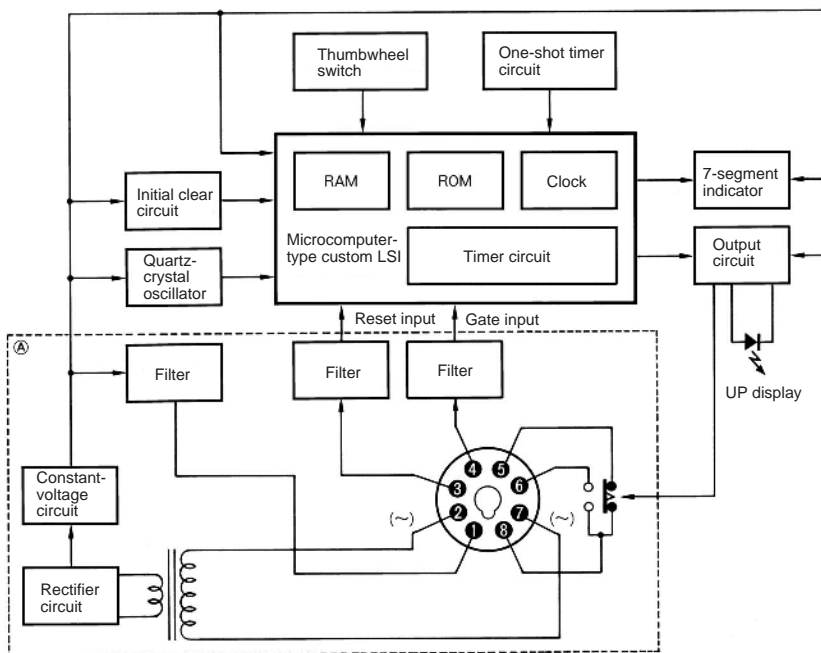 Thumbwheel
switch
One-shot timer
circuit
RAM
ROM
Clock
Initial clear
circuit
7-segment
indicator
Microcomputer-
type custom LSI
Timer circuit
Quartz-
crystal
oscillator
Output
circuit
Reset input
Gate input
Ⓐ
Filter
Filter
Filter
UP display
4
5
3
6
2
7
1
8
(~)
(~)
Constant-
voltage
circuit
Rectifier
circuit